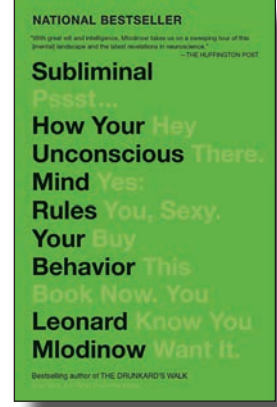 NATIONAL BESTSELLER
"With great wit and intelligence, Mlodinow takes us on a sweeping tour of this
[mental] landscape and the latest revelations in neuroscience."
—THE HUFFINGTON POST
Subliminal
Pssst...
How Your Hey
Unconscious There.
Mind Yes:
Rules You, Sexy.
Your Buy
Behavior This
Book Now. You
Leonard Know You
Mlodinow Want It.
Bestselling author of THE DRUNKARD'S WALK